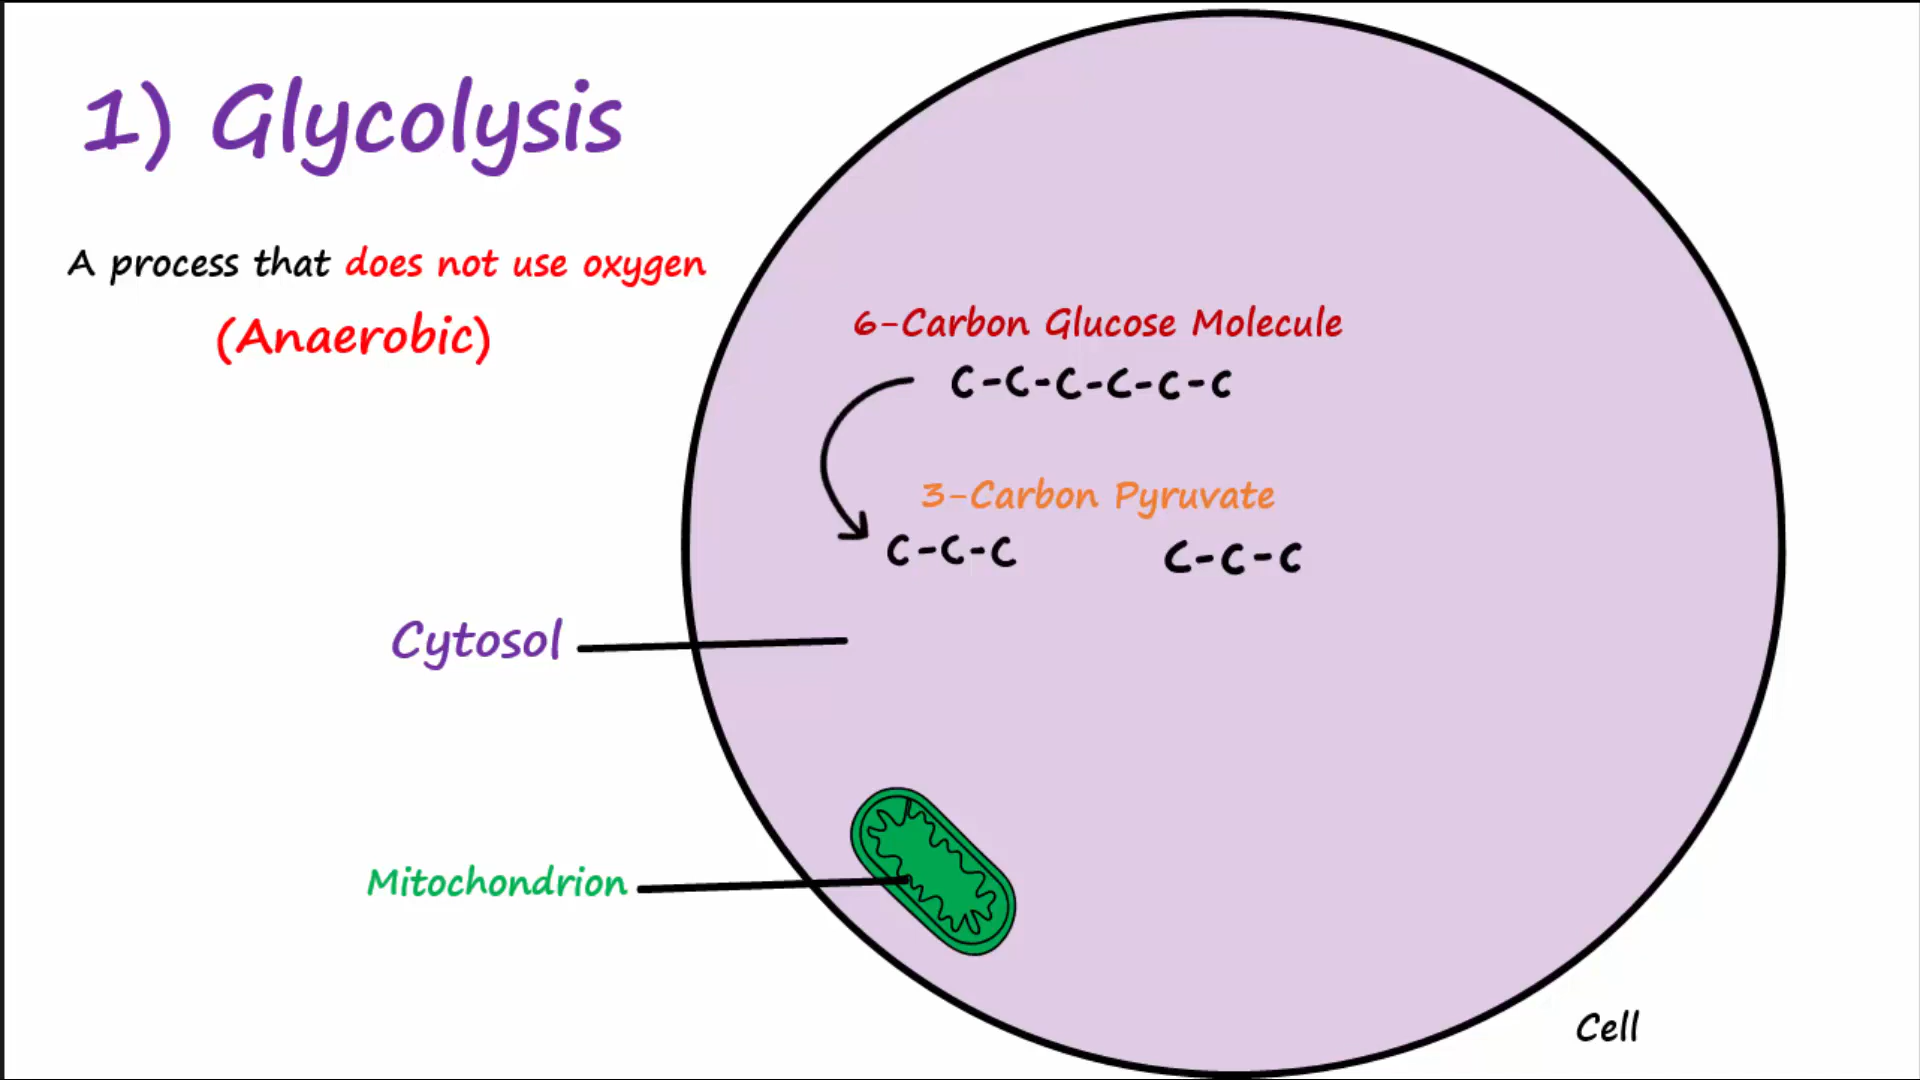 1) Glycolysis
A process that does not use oxygen
(Anaerobic)
6-Carbon Glucose Molecule
C-C-C-C-C-C
3-Carbon Pyruvate
C-C-C C-C-C
Cytosol
Mitochondrion
Cell